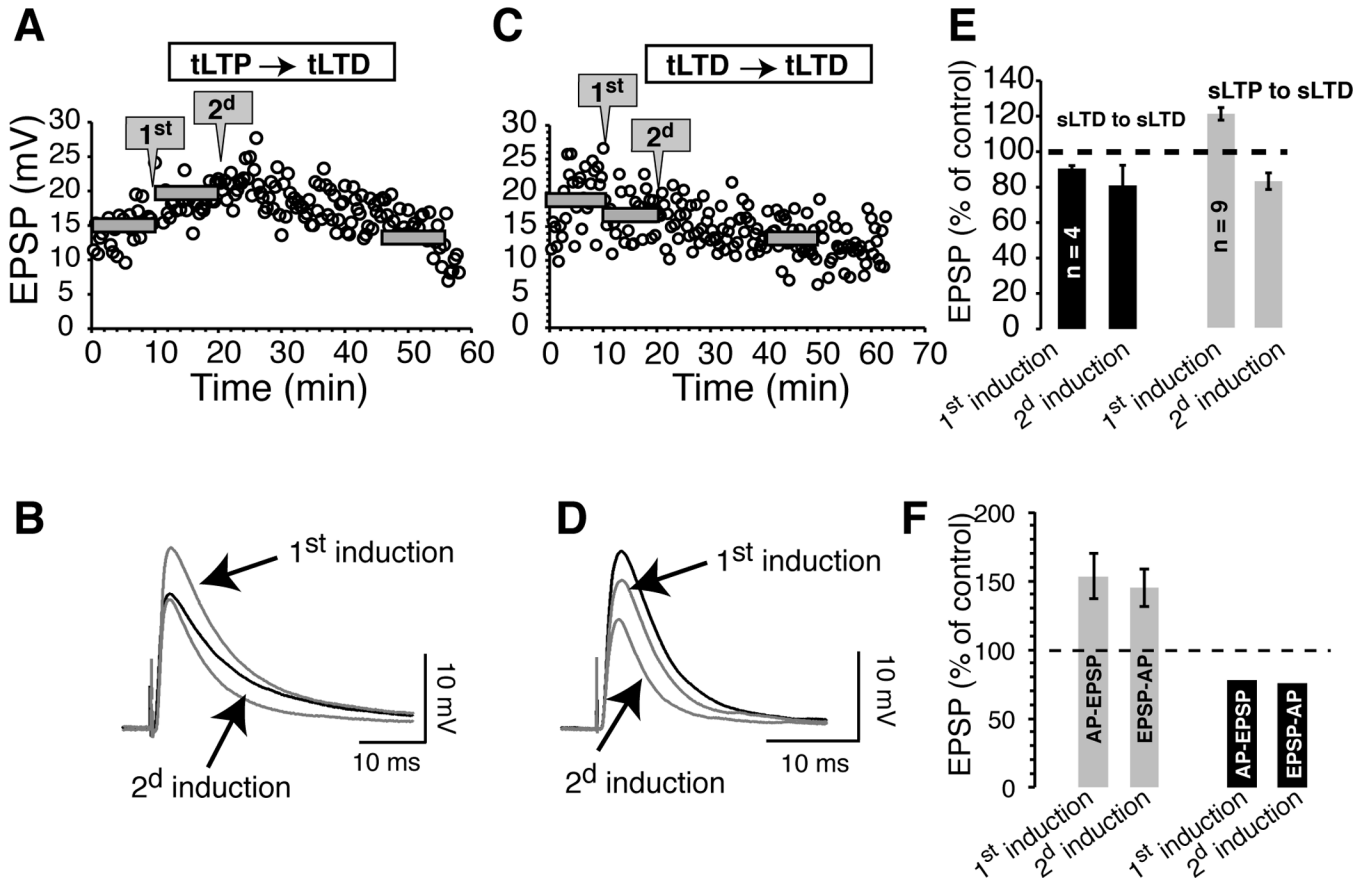 A
tLTP → tLTD
1st
2d
EPSP (mV)
30
25
20
15
10
5
0
0 10 20 30 40 50 60
Time (min)
C
tLTD → tLTD
1st
2d
30
25
20
15
10
5
0
0 10 20 30 40 50 60 70
Time (min)
E
EPSP (% of control)
140
120
100
80
60
40
20
0
sLTD to sLTD
sLTP to sLTD
n = 4
n = 9
1st induction
2d induction
1st induction
2d induction
B
1st induction
2d induction
10 mV
10 ms
D
1st induction
2d induction
10 mV
10 ms
F
EPSP (% of control)
200
150
100
50
0
AP-EPSP
EPSP-AP
AP-EPSP
EPSP-AP
1st induction
2d induction
1st induction
2d induction